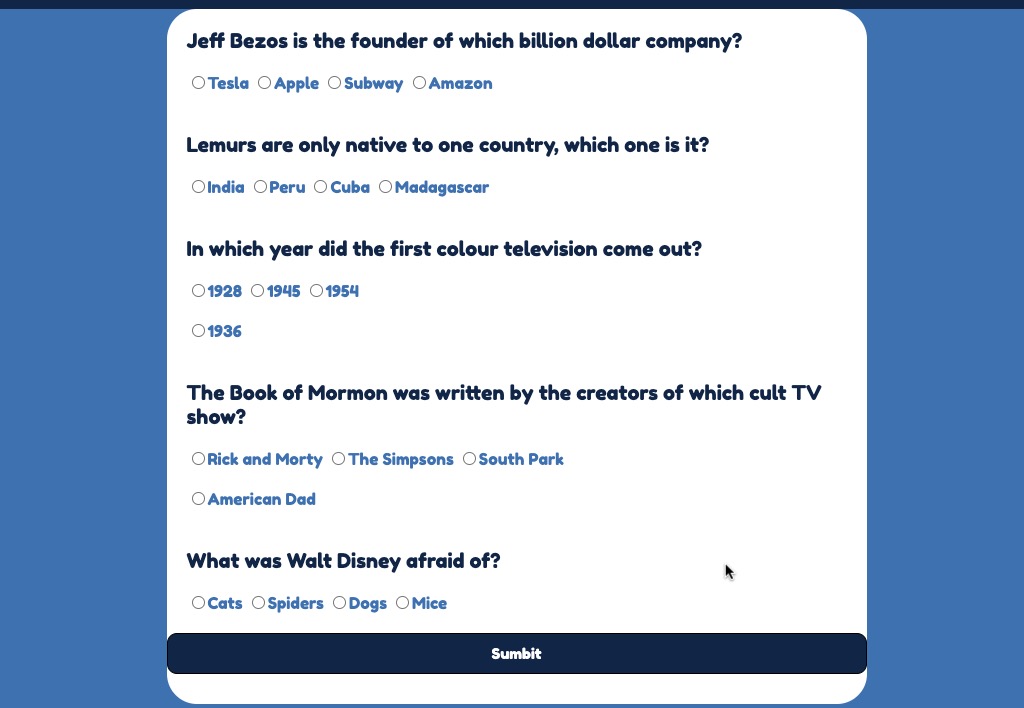 Jeff Bezos is the founder of which billion dollar company?
Tesla Apple Subway Amazon
Lemurs are only native to one country, which one is it?
India Peru Cuba Madagascar
In which year did the first colour television come out?
1928 1945 1954
1936
The Book of Mormon was written by the creators of which cult TV
show?
Rick and Morty The Simpsons South Park
American Dad
What was Walt Disney afraid of?
Cats Spiders Dogs Mice
Sumbit